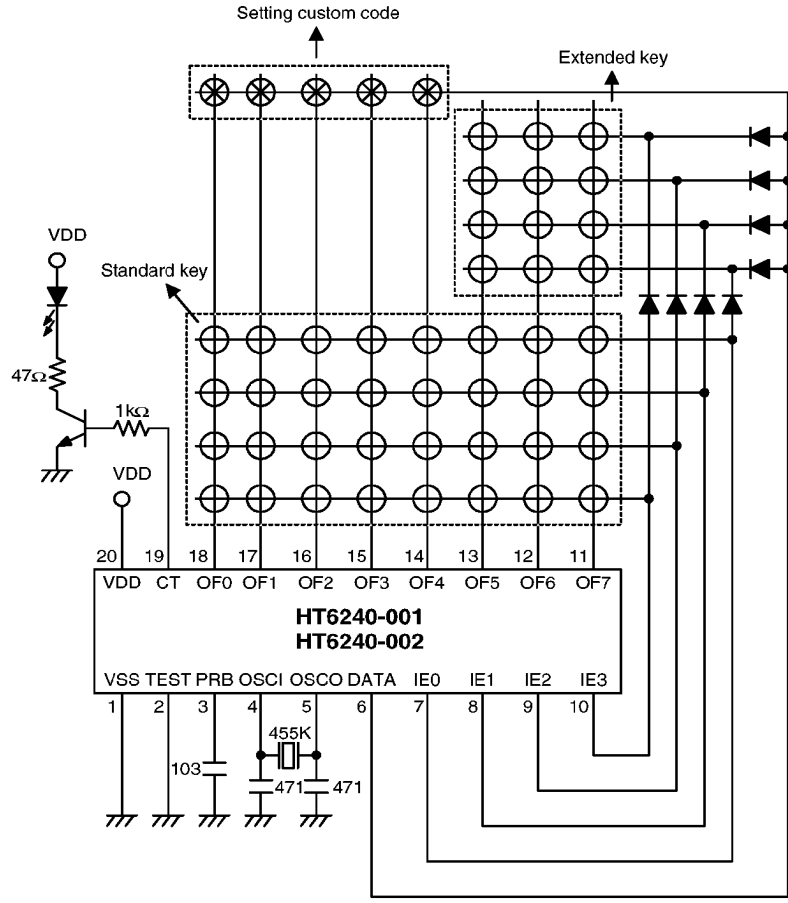 Setting custom code
Extended key
VDD
Standard key
47Ω
1kΩ
VDD
20 19 18 17 16 15 14 13 12 11
VDD CT OF0 OF1 OF2 OF3 OF4 OF5 OF6 OF7
HT6240-001
HT6240-002
VSS TEST PRB OSCI OSCO DATA IE0 IE1 IE2 IE3
1 2 3 4 5 6 7 8 9 10
455K
103
471 471